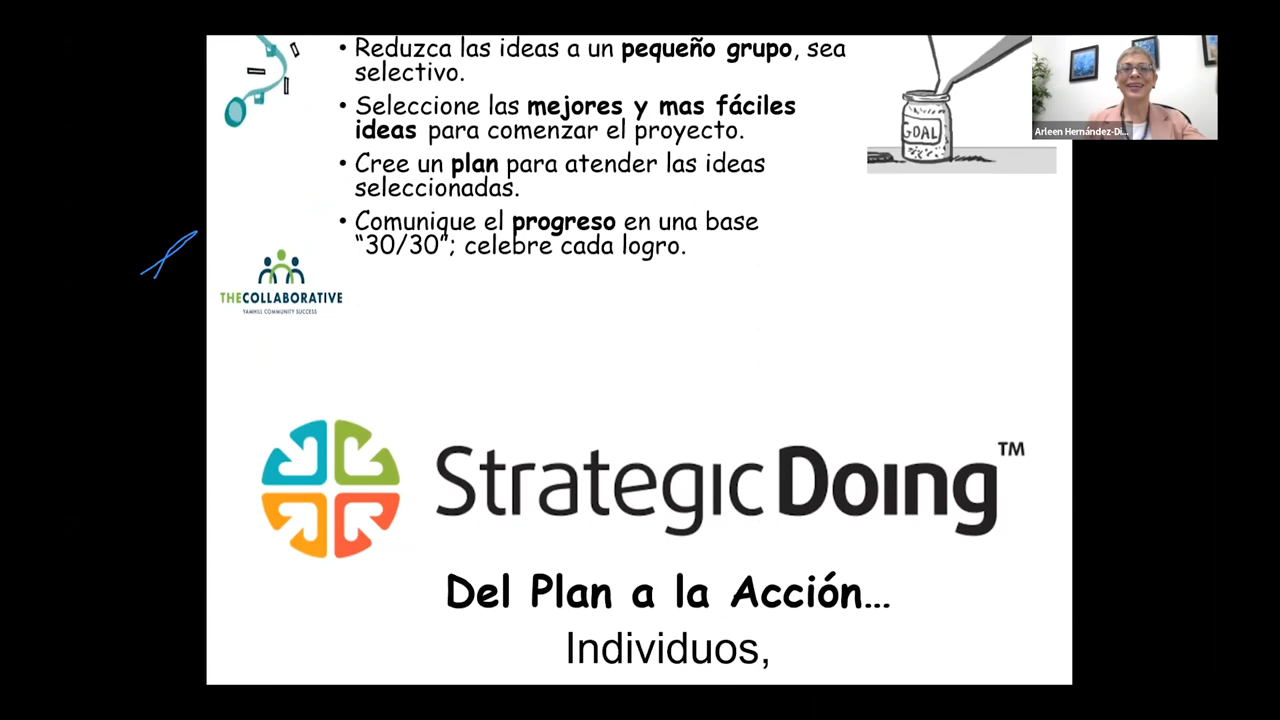 • Reduzca las ideas a un pequeño grupo, sea
selectivo.
• Seleccione las mejores y mas fáciles
ideas para comenzar el proyecto.
• Cree un plan para atender las ideas
seleccionadas.
• Comunique el progreso en una base
“30/30”; celebre cada logro.
GOAL
Arleen Hernández-Di...
THECOLLABORATIVE
YAMHILL COMMUNITY SUCCESS
StrategicDoing™
Del Plan a la Acción...
Individuos,